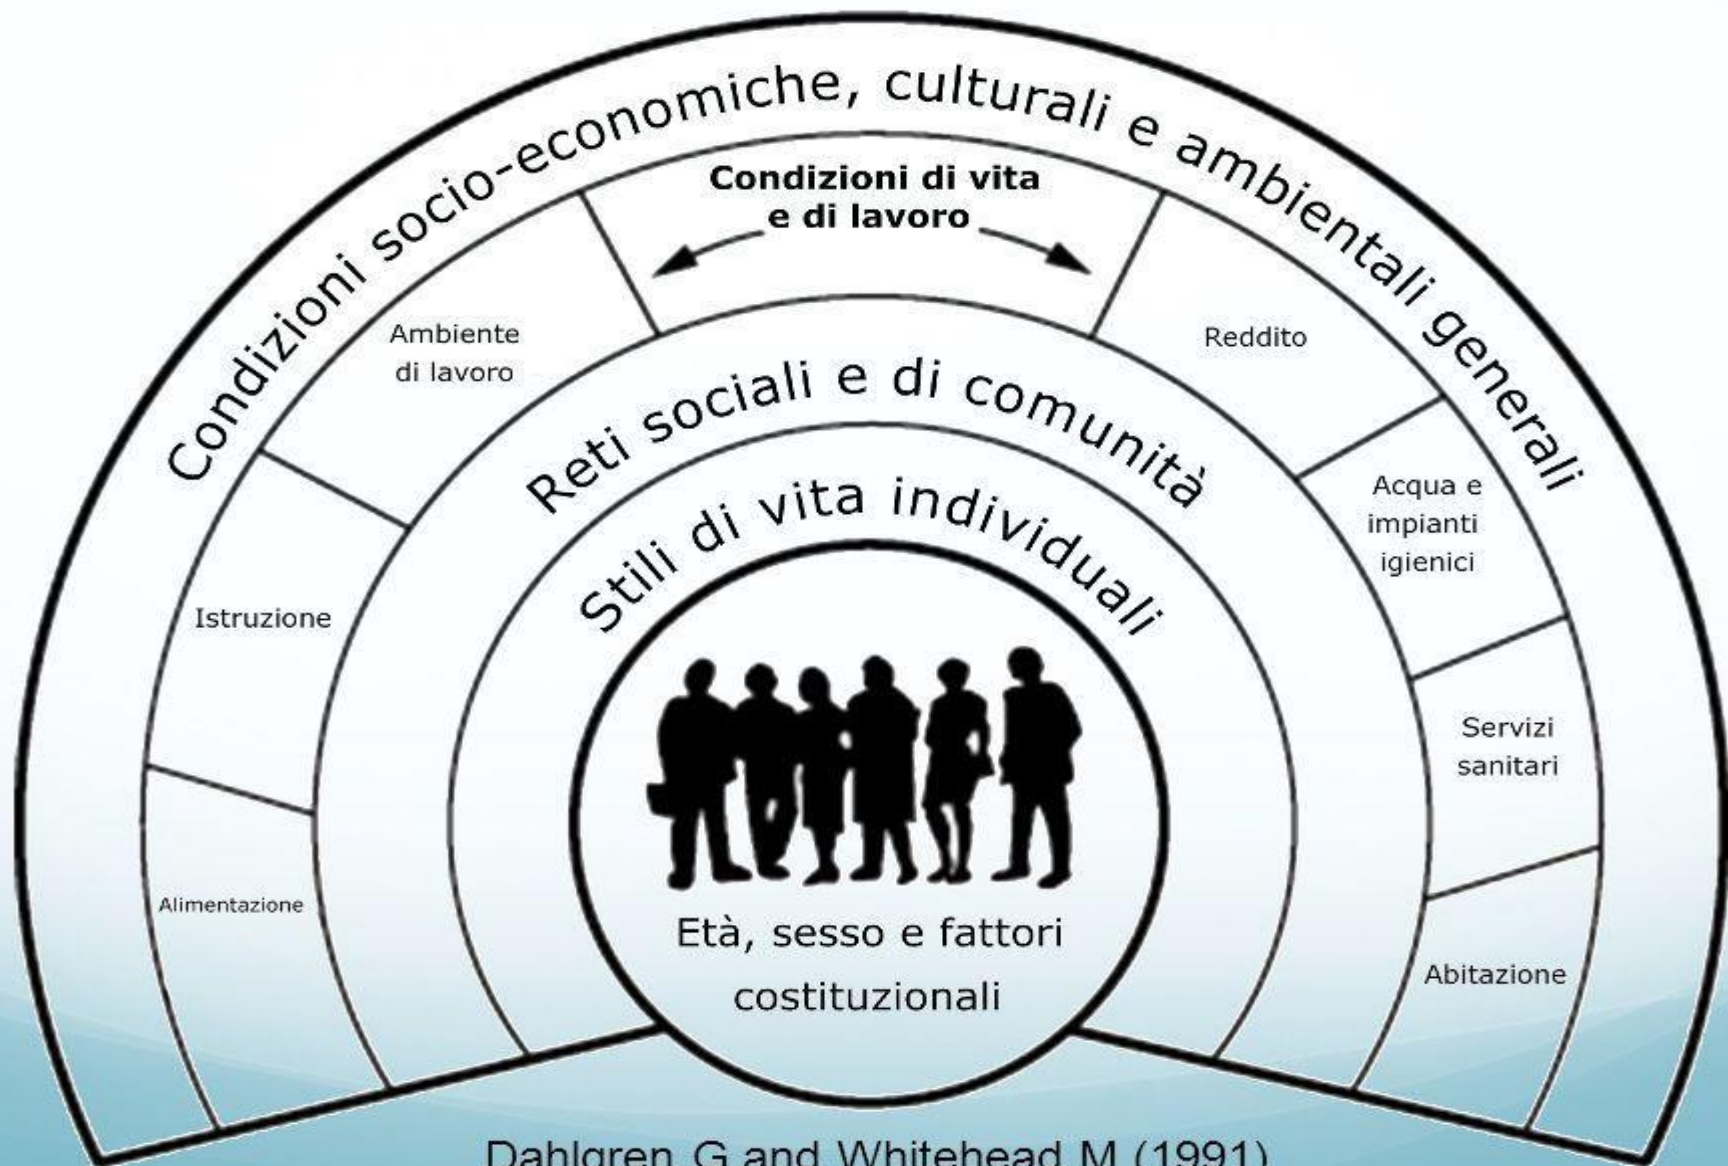 Condizioni socio-economiche, culturali e ambientali generali
Condizioni di vita
e di lavoro
Ambiente
di lavoro
Reddito
Reti sociali e di comunità
Acqua e
impianti
igienici
Stili di vita individuali
Istruzione
Servizi
sanitari
Alimentazione
Età, sesso e fattori
costituzionali
Abitazione
Dahlgren G and Whitehead M (1991)